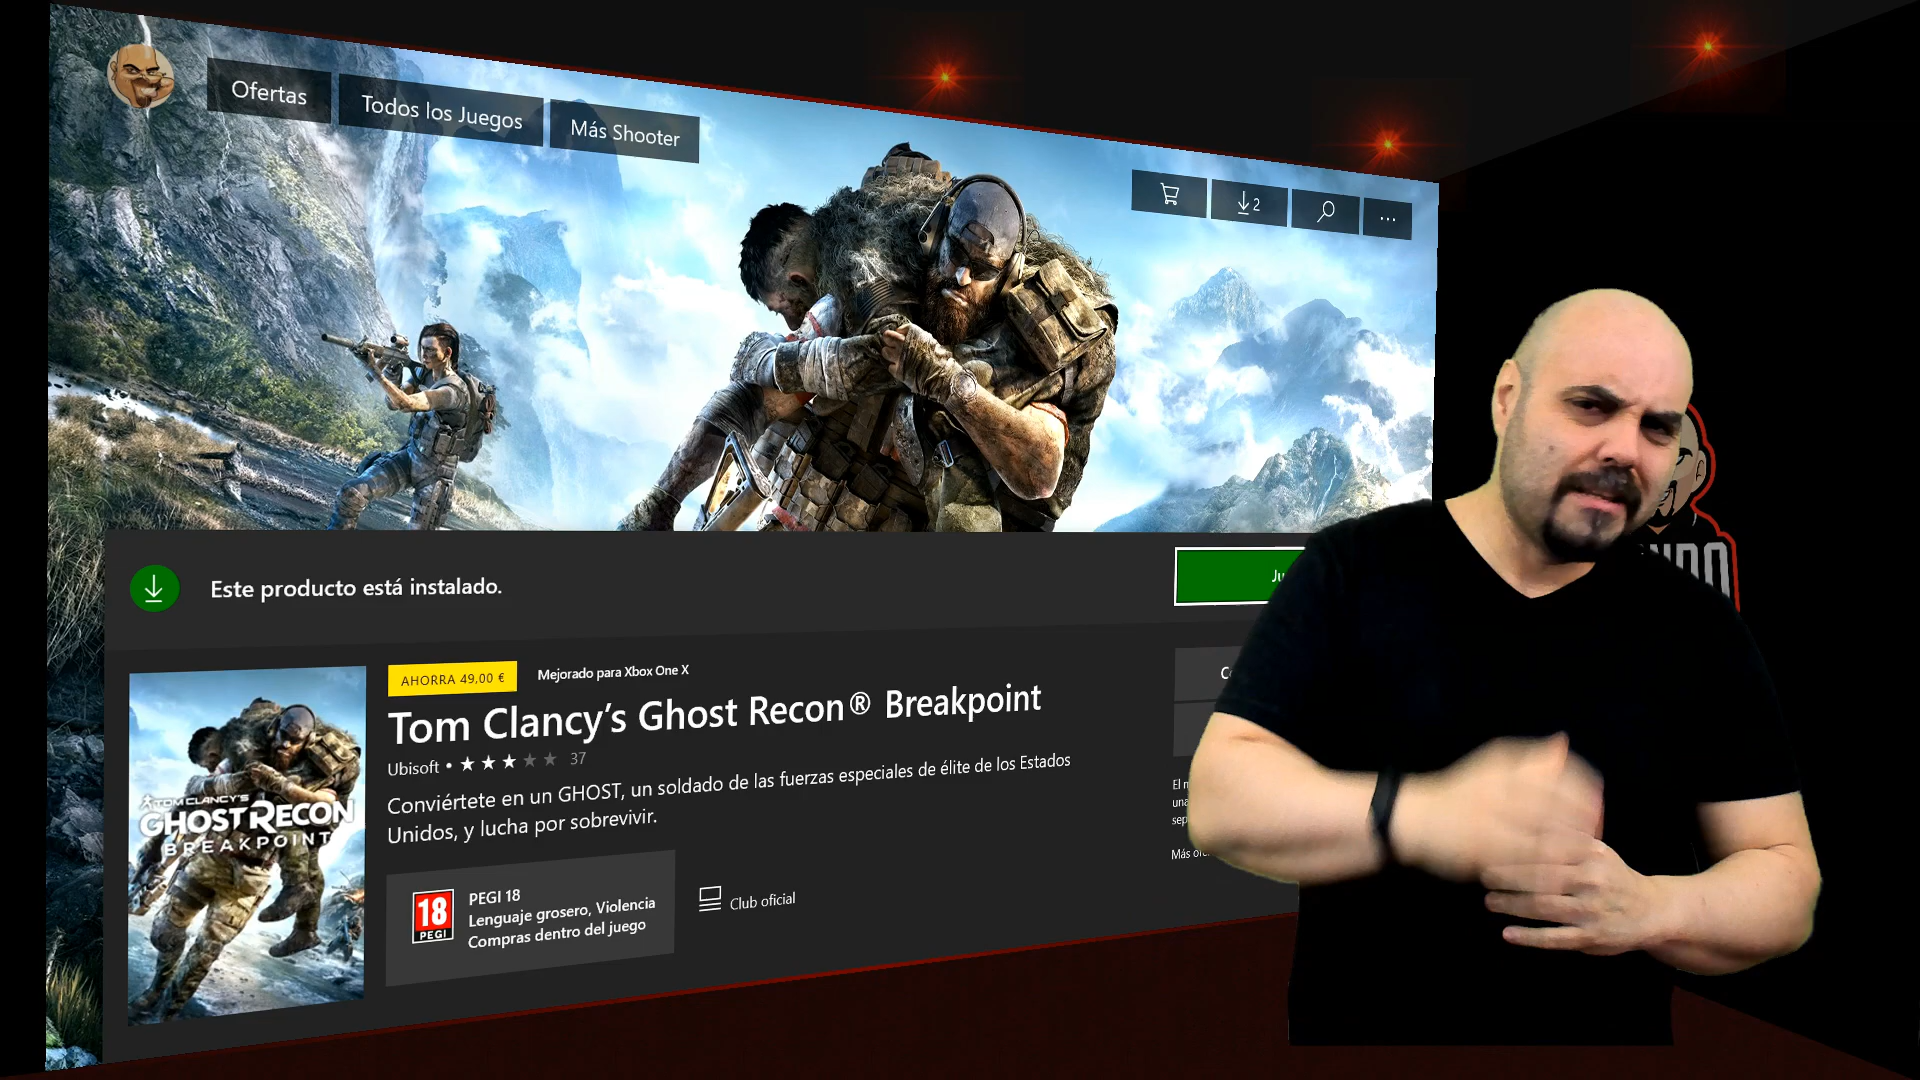 Ofertas
Todos los Juegos
Más Shooter
2
Este producto está instalado.
AHORRA 49,00 €
Mejorado para Xbox One X
Tom Clancy's Ghost Recon® Breakpoint
Ubisoft •
37
Conviértete en un GHOST, un soldado de las fuerzas especiales de élite de los Estados
Unidos, y lucha por sobrevivir.
18
PEGI
PEGI 18
Lenguaje grosero, Violencia
Compras dentro del juego
Club oficial
TOM CLANCY'S
GHOST RECON
BREAKPOINT
Más